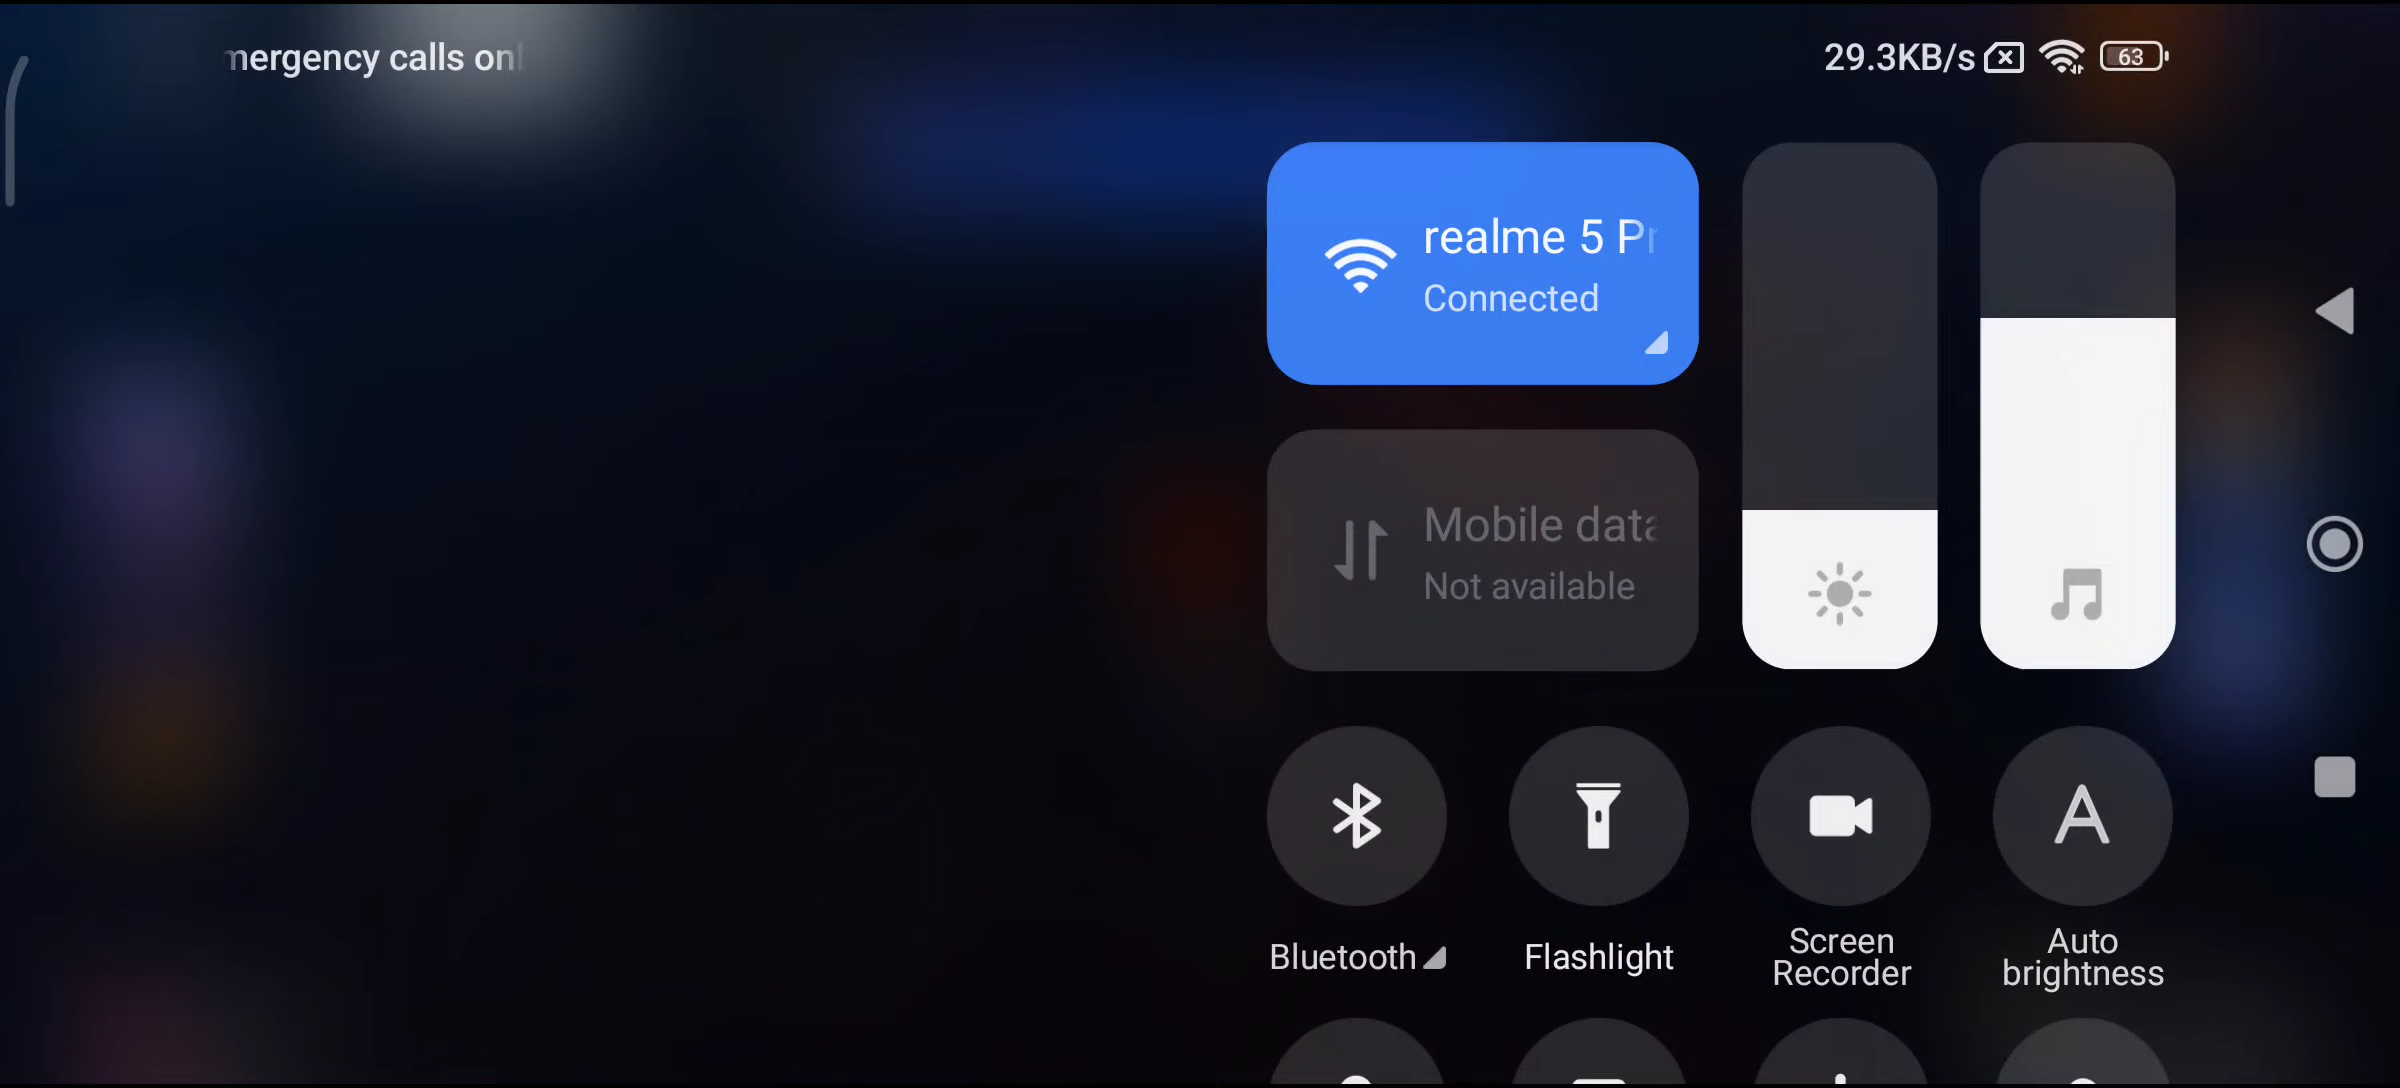 mergency calls onl
29.3KB/s
63
realme 5 Pr
Connected
Mobile data
Not available
Bluetooth
Flashlight
Screen
Recorder
Auto
brightness